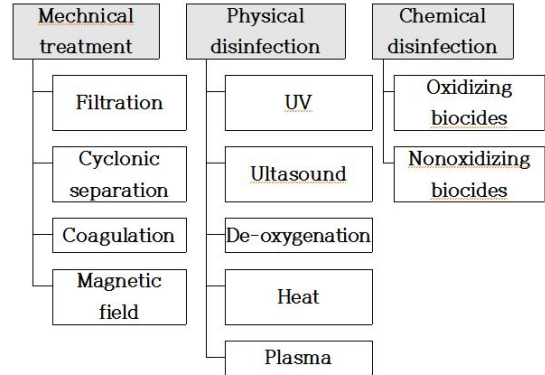 Mechnical
treatment
Filtration
Cyclonic
separation
Coagulation
Magnetic
field
Physical
disinfection
UV
Ultasound
De-oxygenation
Heat
Plasma
Chemical
disinfection
Oxidizing
biocides
Nonoxidizing
biocides